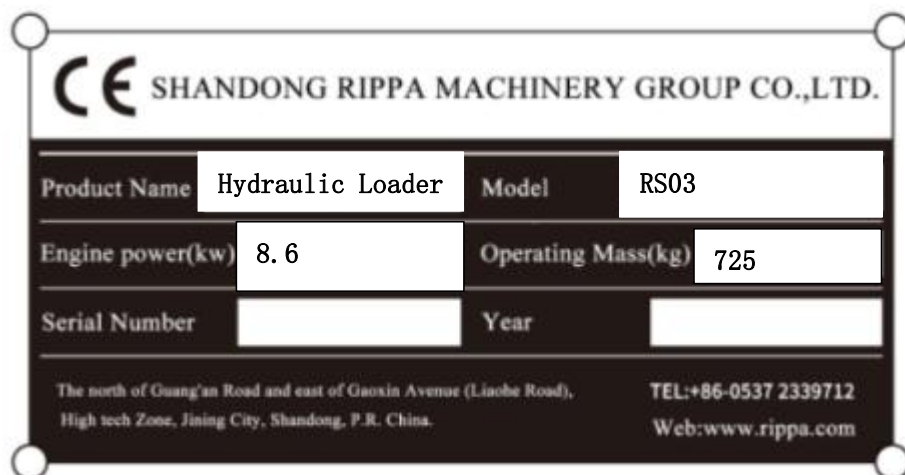 CE SHANDONG RIPPA MACHINERY GROUP CO.,LTD.
Product Name Hydraulic Loader Model RS03
Engine power(kw) 8.6 Operating Mass(kg) 725
Serial Number Year
The north of Guang'an Road and east of Gaoxin Avenue (Liaohe Road),
High tech Zone, Jining City, Shandong, P.R. China.
TEL:+86-0537 2339712
Web:www.rippa.com